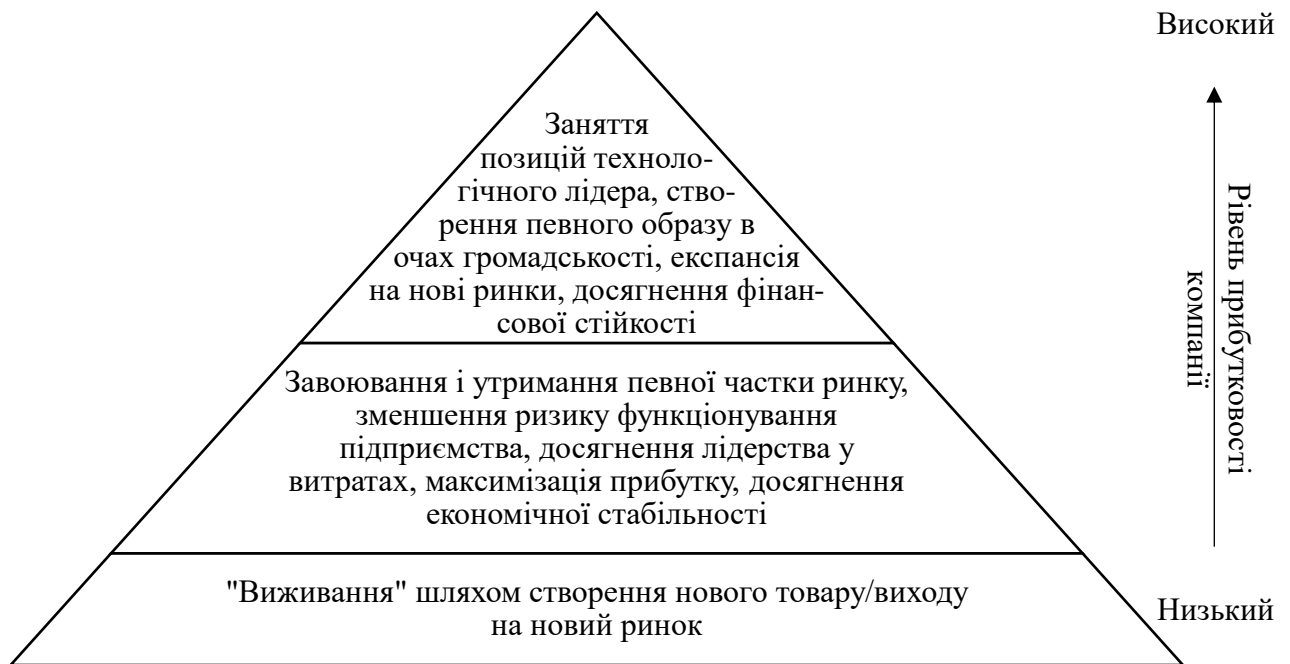 Високий
Заняття
позицій техноло-
гічного лідера, ство-
рення певного образу в
очах громадськості, експансія
на нові ринки, досягнення фінан-
сової стійкості
Рівень прибутковості
компанії
Завоювання і утримання певної частки ринку,
зменшення ризику функціонування
підприємства, досягнення лідерства у
витратах, максимізація прибутку, досягнення
економічної стабільності
"Виживання" шляхом створення нового товару/виходу
на новий ринок
Низький